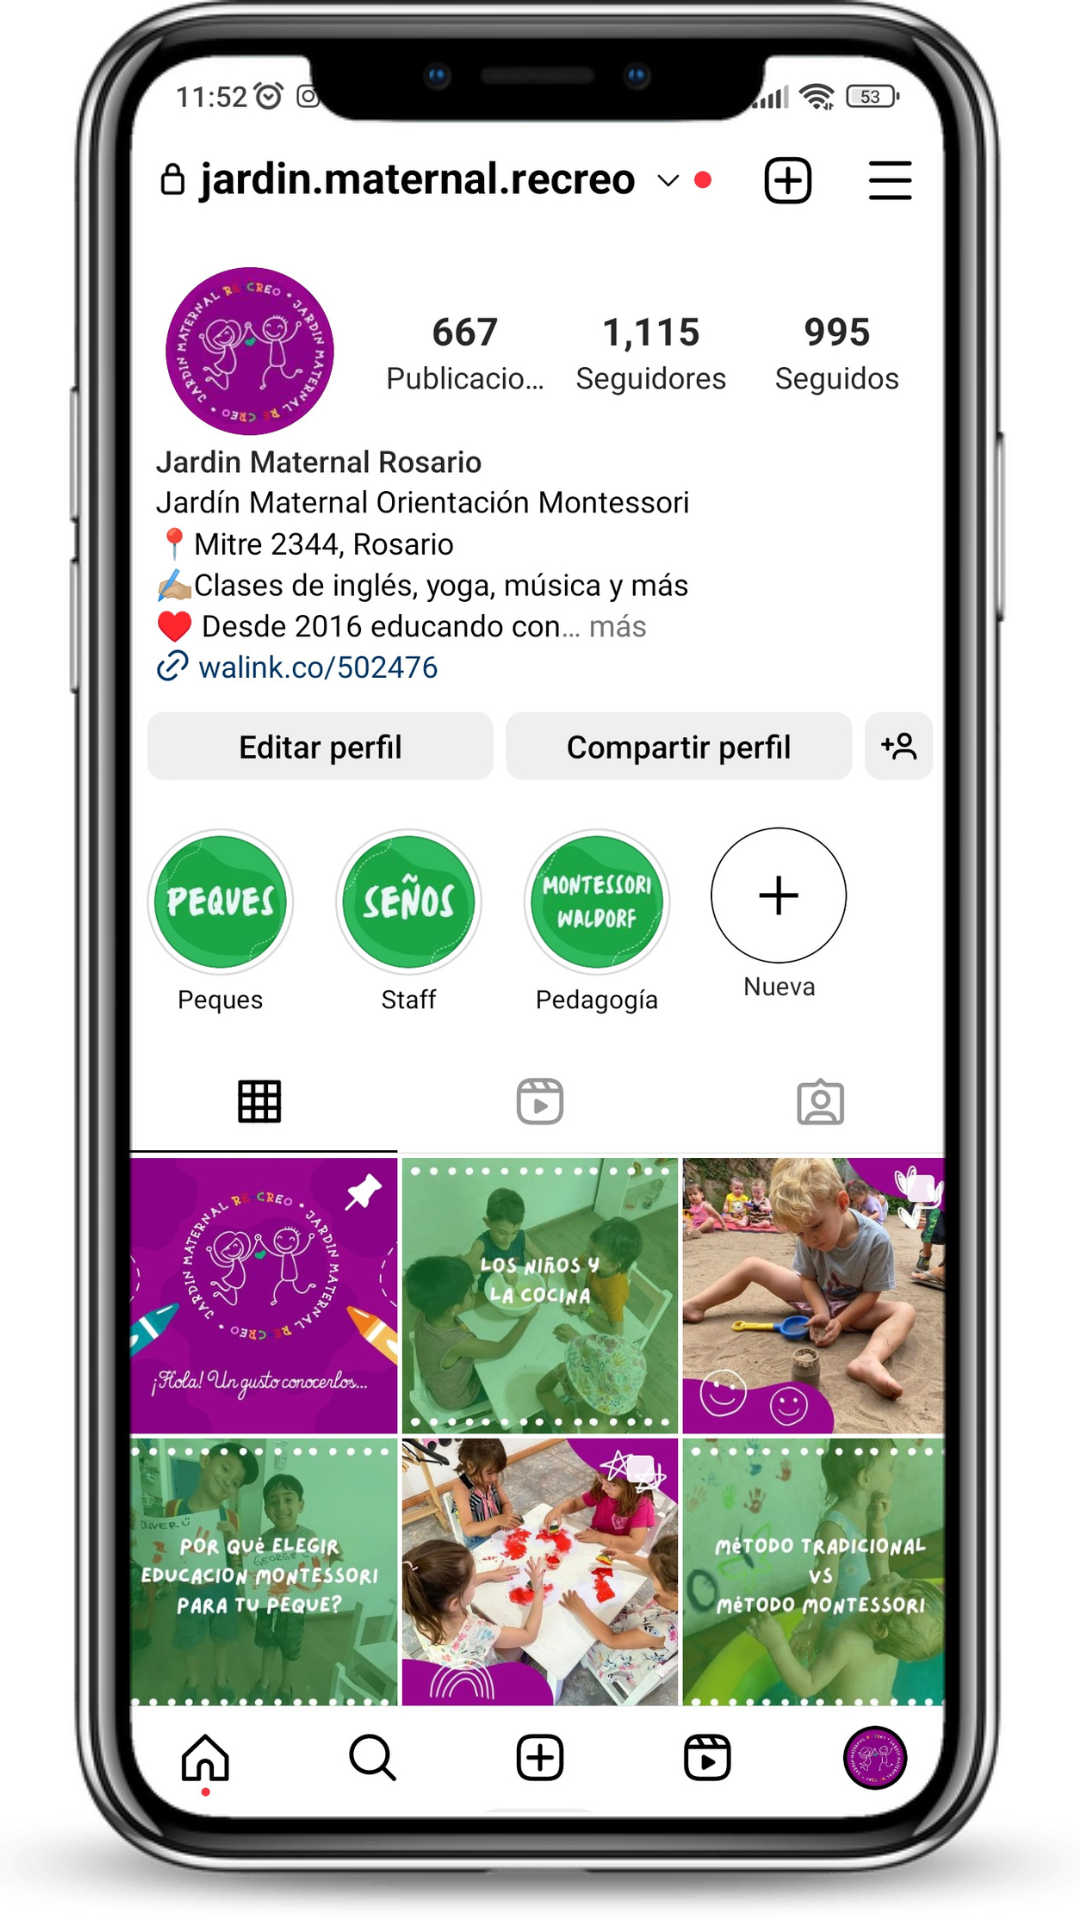 11:52
53
jardin.maternal.recreo
JARDIN MATERNAL RE-CREO • JARDIN MATERNAL RE-CREO •
667
1,115
995
Publicacio...
Seguidores
Seguidos
Jardin Maternal Rosario
Jardín Maternal Orientación Montessori
Mitre 2344, Rosario
Clases de inglés, yoga, música y más
Desde 2016 educando con... más
walink.co/502476
Editar perfil
Compartir perfil
PEQUES
SEÑOS
MONTESSORI
WALDORF
Peques
Staff
Pedagogía
Nueva
JARDIN MATERNAL RE-CREO • JARDIN MATERNAL RE-CREO •
¡Hola! Un gusto conocerlos...
LOS NIÑOS Y
LA COCINA
OLIVER
GEORGE
POR QUÉ ELEGIR
EDUCACION MONTESSORI
PARA TU PEQUE?
MÉTODO TRADICIONAL
VS
MÉTODO MONTESSORI